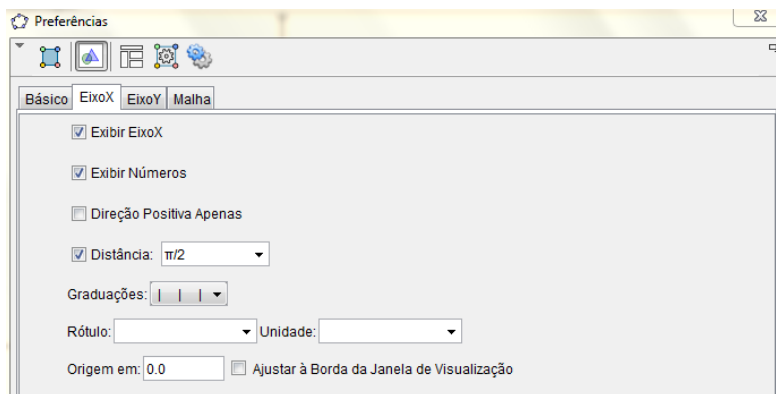 Preferências
Básico EixoX EixoY Malha
Exibir EixoX
Exibir Números
Direção Positiva Apenas
Distância: π/2
Graduações:
Rótulo: Unidade:
Origem em: 0.0 Ajustar à Borda da Janela de Visualização